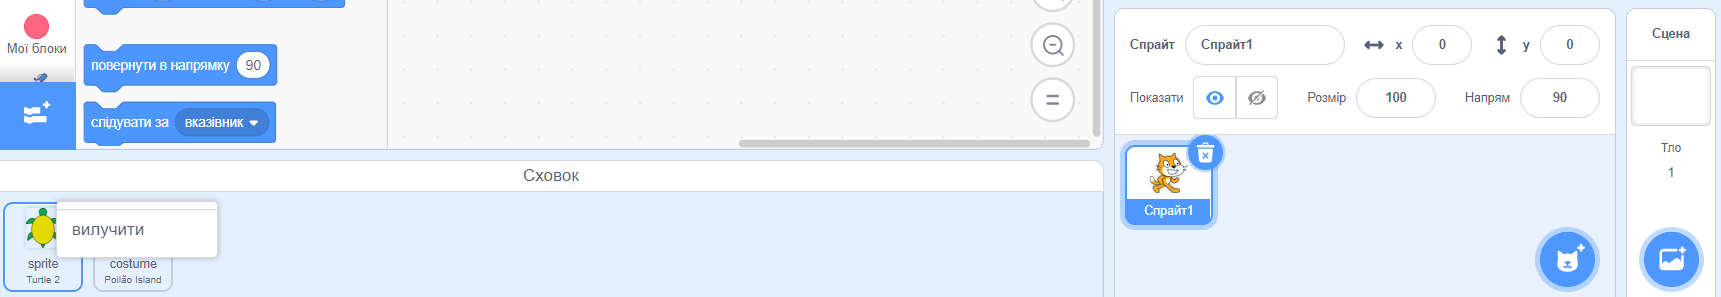 Мої блоки
повернути в напрямку 90
слідувати за вказівник
Спрайт Спрайт1 x 0 y 0
Показати Розмір 100 Напрям 90
Спрайт1
Сцена
Тло
1
Сховок
вилучити
sprite
Turtle 2
costume
Poilão Island